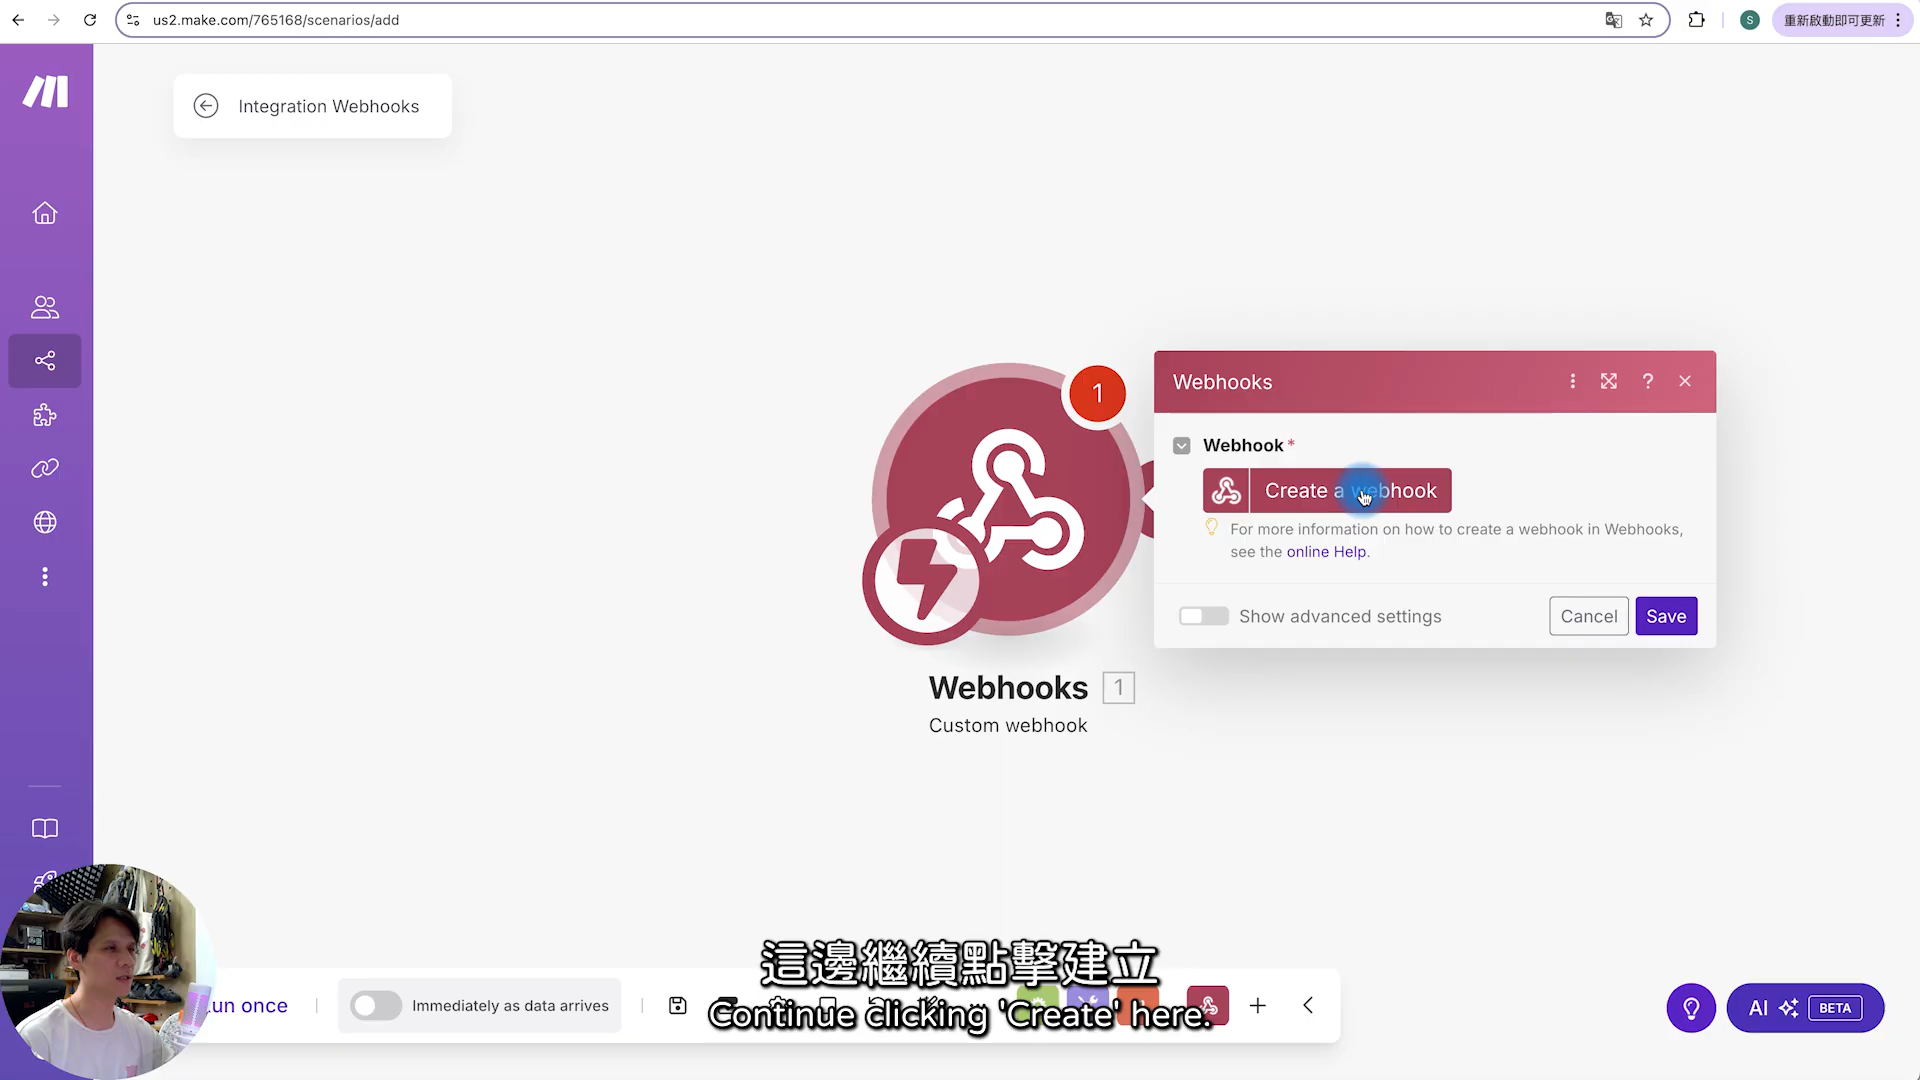 us2.make.com/765168/scenarios/add
S
重新啟動即可更新
Integration Webhooks
1
Webhooks
Webhook *
Create a webhook
For more information on how to create a webhook in Webhooks,
see the online Help.
Show advanced settings
Cancel
Save
Webhooks 1
Custom webhook
這邊繼續點擊建立
Continue clicking 'Create' here.
un once
Immediately as data arrives
AI BETA